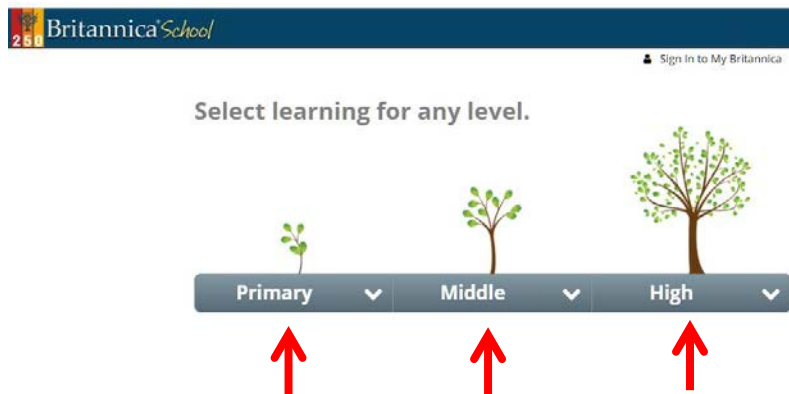 Britannica School
250
Sign In to My Britannica
Select learning for any level.
Primary Middle High